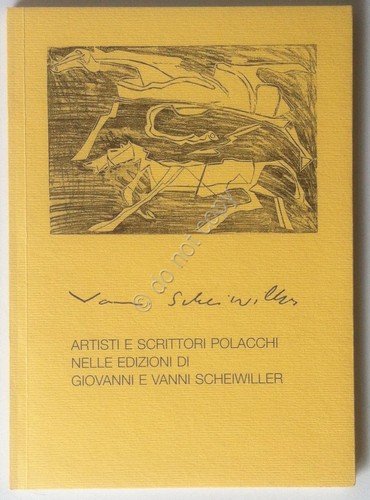 Vanni Scheiwiller
ARTISTI E SCRITTORI POLACCHI
NELLE EDIZIONI DI
GIOVANNI E VANNI SCHEIWILLER